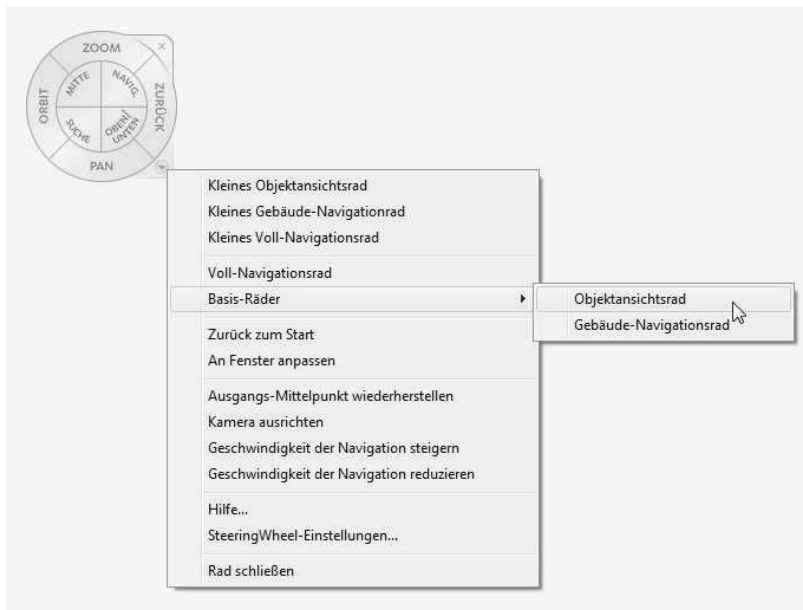 ZOOM
MITTE
NAVIG.
ORBIT
ZURÜCK
SUCHE
OBEN/
UNTEN
PAN
Kleines Objektansichtsrad
Kleines Gebäude-Navigationrad
Kleines Voll-Navigationsrad
Voll-Navigationsrad
Basis-Räder
Objektansichtsrad
Gebäude-Navigationsrad
Zurück zum Start
An Fenster anpassen
Ausgangs-Mittelpunkt wiederherstellen
Kamera ausrichten
Geschwindigkeit der Navigation steigern
Geschwindigkeit der Navigation reduzieren
Hilfe...
SteeringWheel-Einstellungen...
Rad schließen